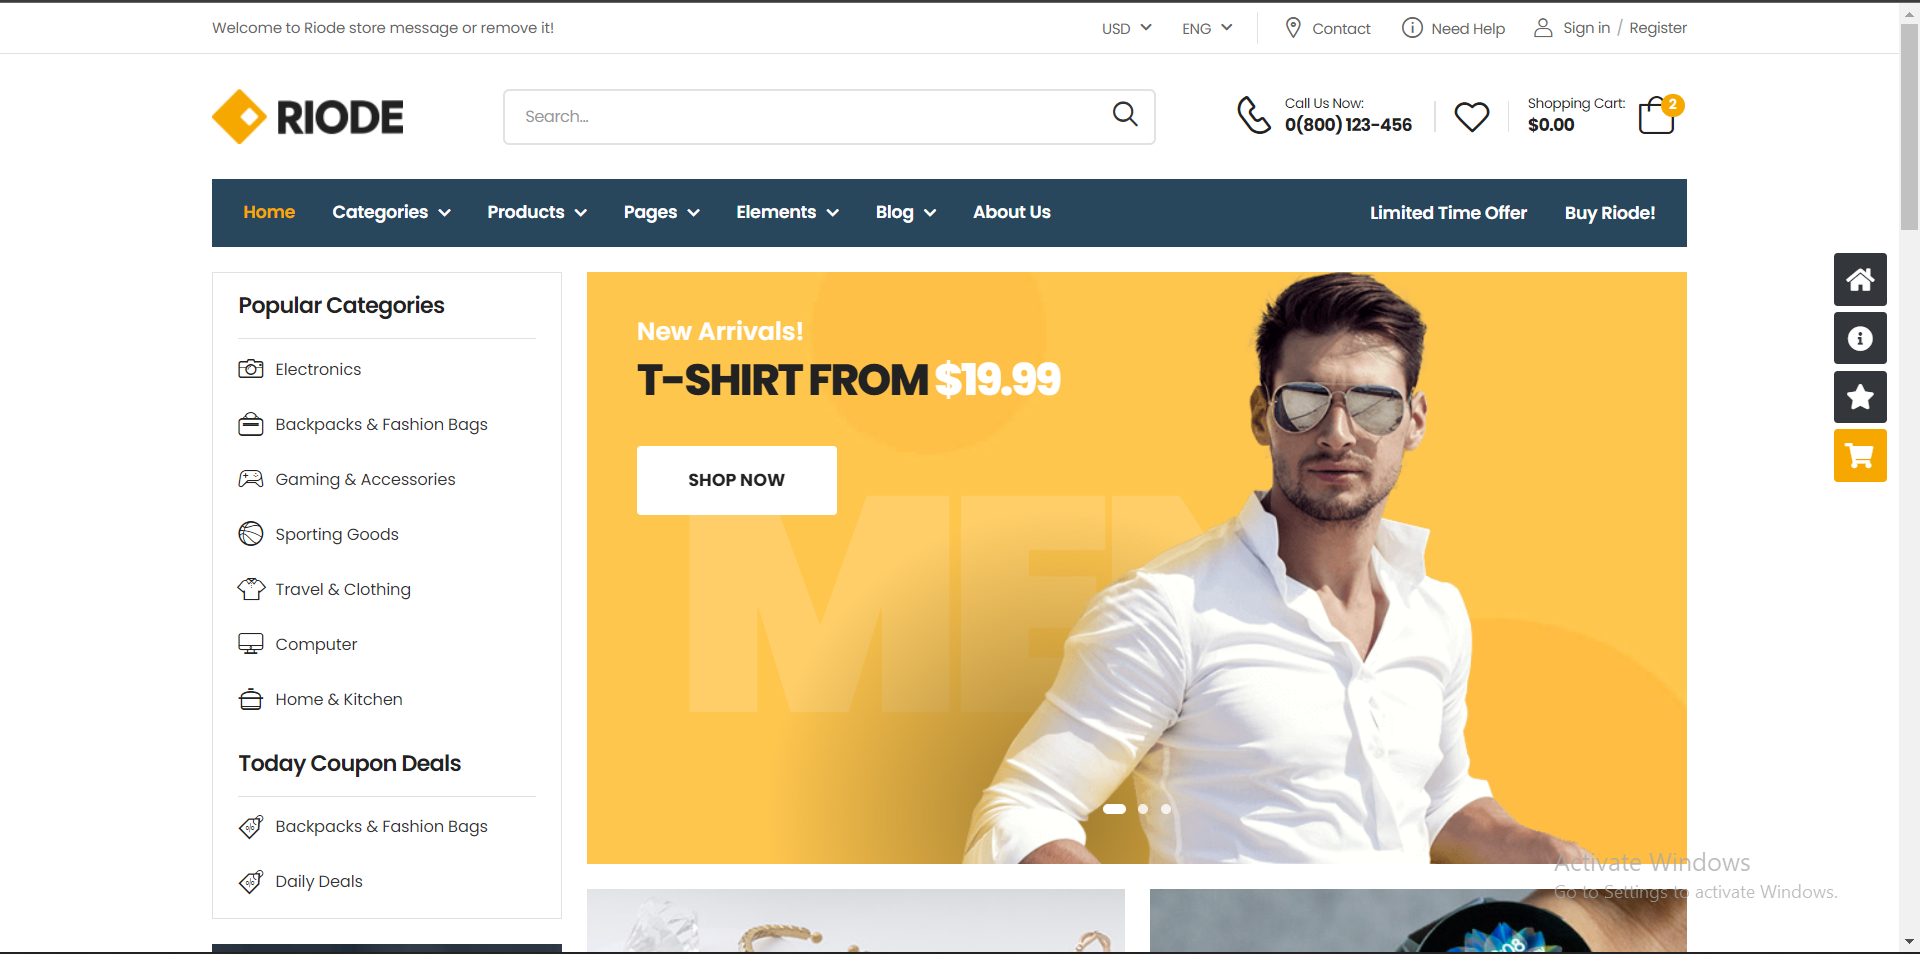 Welcome to Riode store message or remove it!
USD
ENG
Contact
Need Help
Sign in / Register
RIODE
Search...
Call Us Now:
0(800) 123-456
Shopping Cart:
$0.00
2
Home
Categories
Products
Pages
Elements
Blog
About Us
Limited Time Offer
Buy Riode!
Popular Categories
Electronics
Backpacks & Fashion Bags
Gaming & Accessories
Sporting Goods
Travel & Clothing
Computer
Home & Kitchen
Today Coupon Deals
Backpacks & Fashion Bags
Daily Deals
New Arrivals!
T-SHIRT FROM $19.99
SHOP NOW
MEN
Activate Windows
Go to Settings to activate Windows.